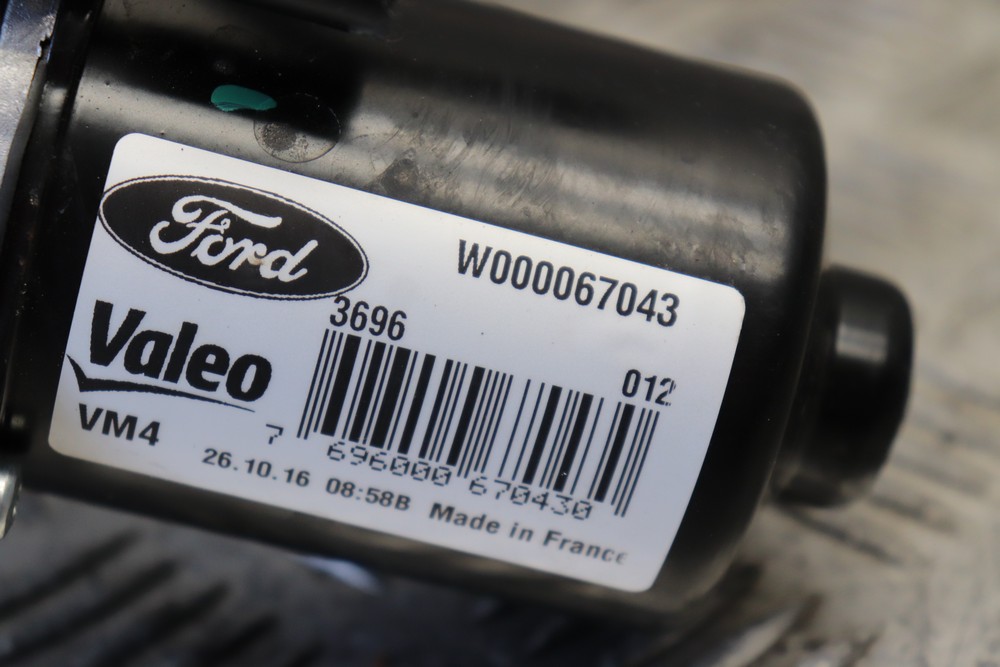 Ford
W000067043
3696
Valeo
012
VM4
7 696000 670430
26.10.16 08:58B Made in France